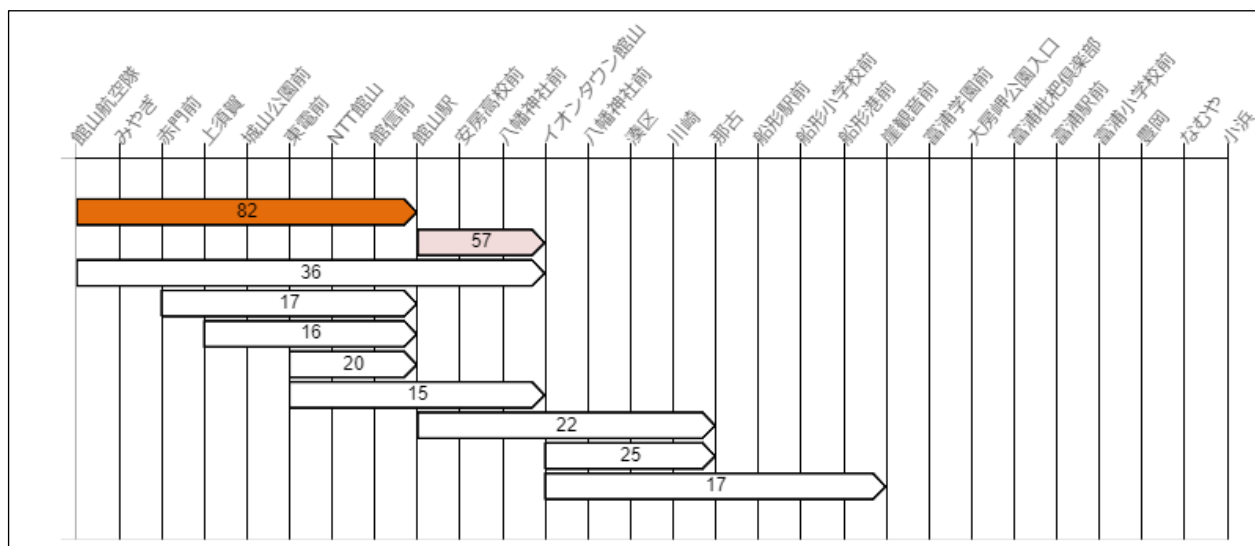 館山航空隊
みやぎ
赤門前
上須賀
城山公園前
東電前
NTT館山
館信前
館山駅
安房高校前
八幡神社前
イオンタウン館山
八幡神社前
湊区
川崎
那古
船形駅前
船形小学校前
船形港前
崖観音前
富浦学園前
大房岬公園入口
富浦枇杷倶楽部
富浦駅前
富浦小学校前
豊岡
なむや
小浜
82
57
36
17
16
20
15
22
25
17